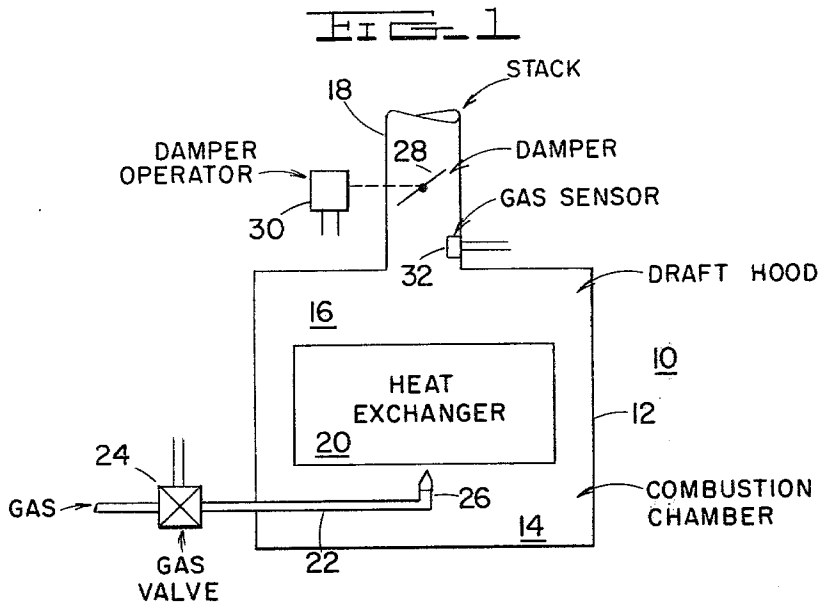 FIG-1
STACK
18
28
DAMPER
DAMPER
OPERATOR
30
GAS SENSOR
32
DRAFT HOOD
16
10
HEAT
EXCHANGER
20
12
24
GAS
26
COMBUSTION
CHAMBER
14
22
GAS
VALVE